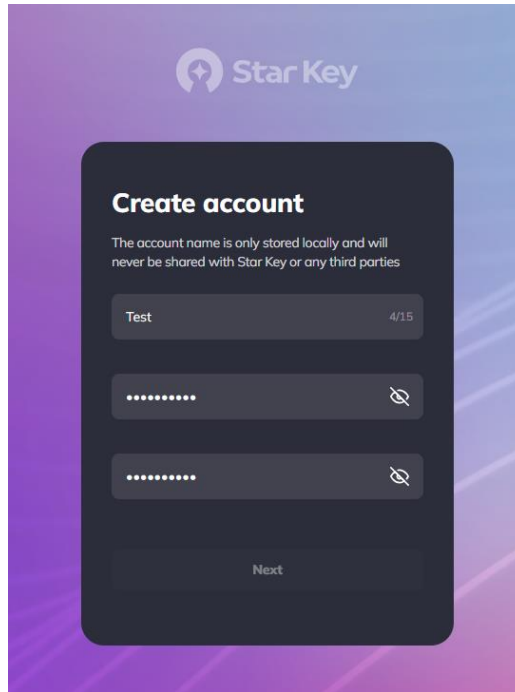 Star Key
Create account
The account name is only stored locally and will
never be shared with Star Key or any third parties
Test 4/15
••••••••••
••••••••••
Next